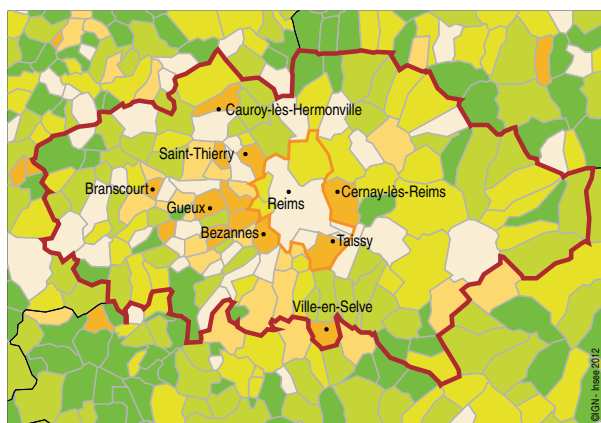 Cauroy-lès-Hermonville
Saint-Thierry
Branscourt
Cernay-lès-Reims
Reims
Gueux
Bezannes
Taissy
Ville-en-Selve
©IGN - Insee 2012